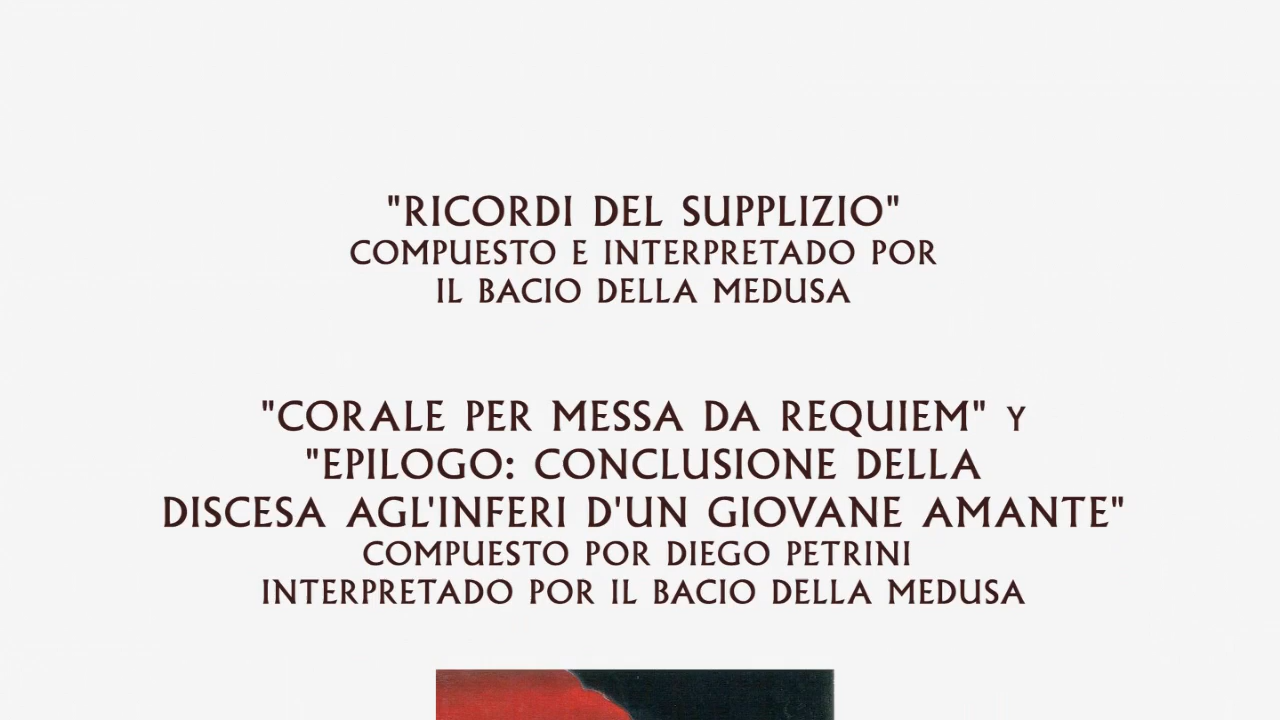 "RICORDI DEL SUPPLIZIO"
COMPUESTO E INTERPRETADO POR
IL BACIO DELLA MEDUSA
"CORALE PER MESSA DA REQUIEM" Y
"EPILOGO: CONCLUSIONE DELLA
DISCESA AGL'INFERI D'UN GIOVANE AMANTE"
COMPUESTO POR DIEGO PETRINI
INTERPRETADO POR IL BACIO DELLA MEDUSA